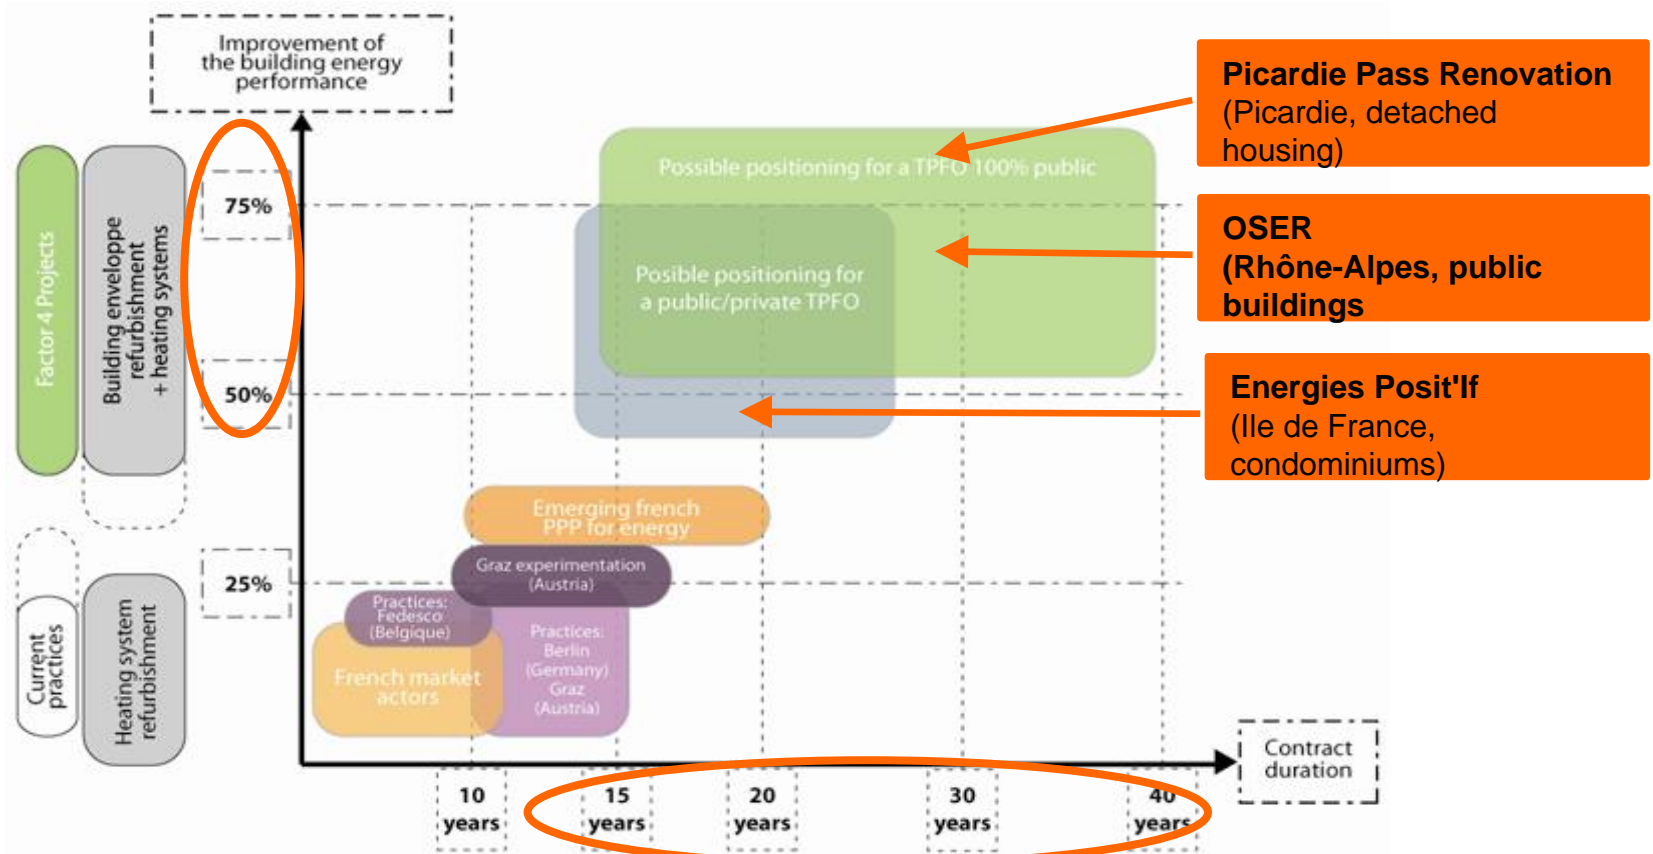 Improvement of
the building energy
performance
Picardie Pass Renovation
(Picardie, detached
housing)
OSER
(Rhône-Alpes, public
buildings
Energies Posit'If
(Ile de France,
condominiums)
Factor 4 Projects
Building enveloppe
refurbishment
+ heating systems
Current
practices
Heating system
refurbishment
75%
50%
25%
Possible positioning for a TPFO 100% public
Posible positioning for
a public/private TPFO
Emerging french
PPP for energy
Graz experimentation
(Austria)
Practices:
Fedesco
(Belgique)
Practices:
Berlin
(Germany)
Graz
(Austria)
French market
actors
Contract
duration
10
years
15
years
20
years
30
years
40
years